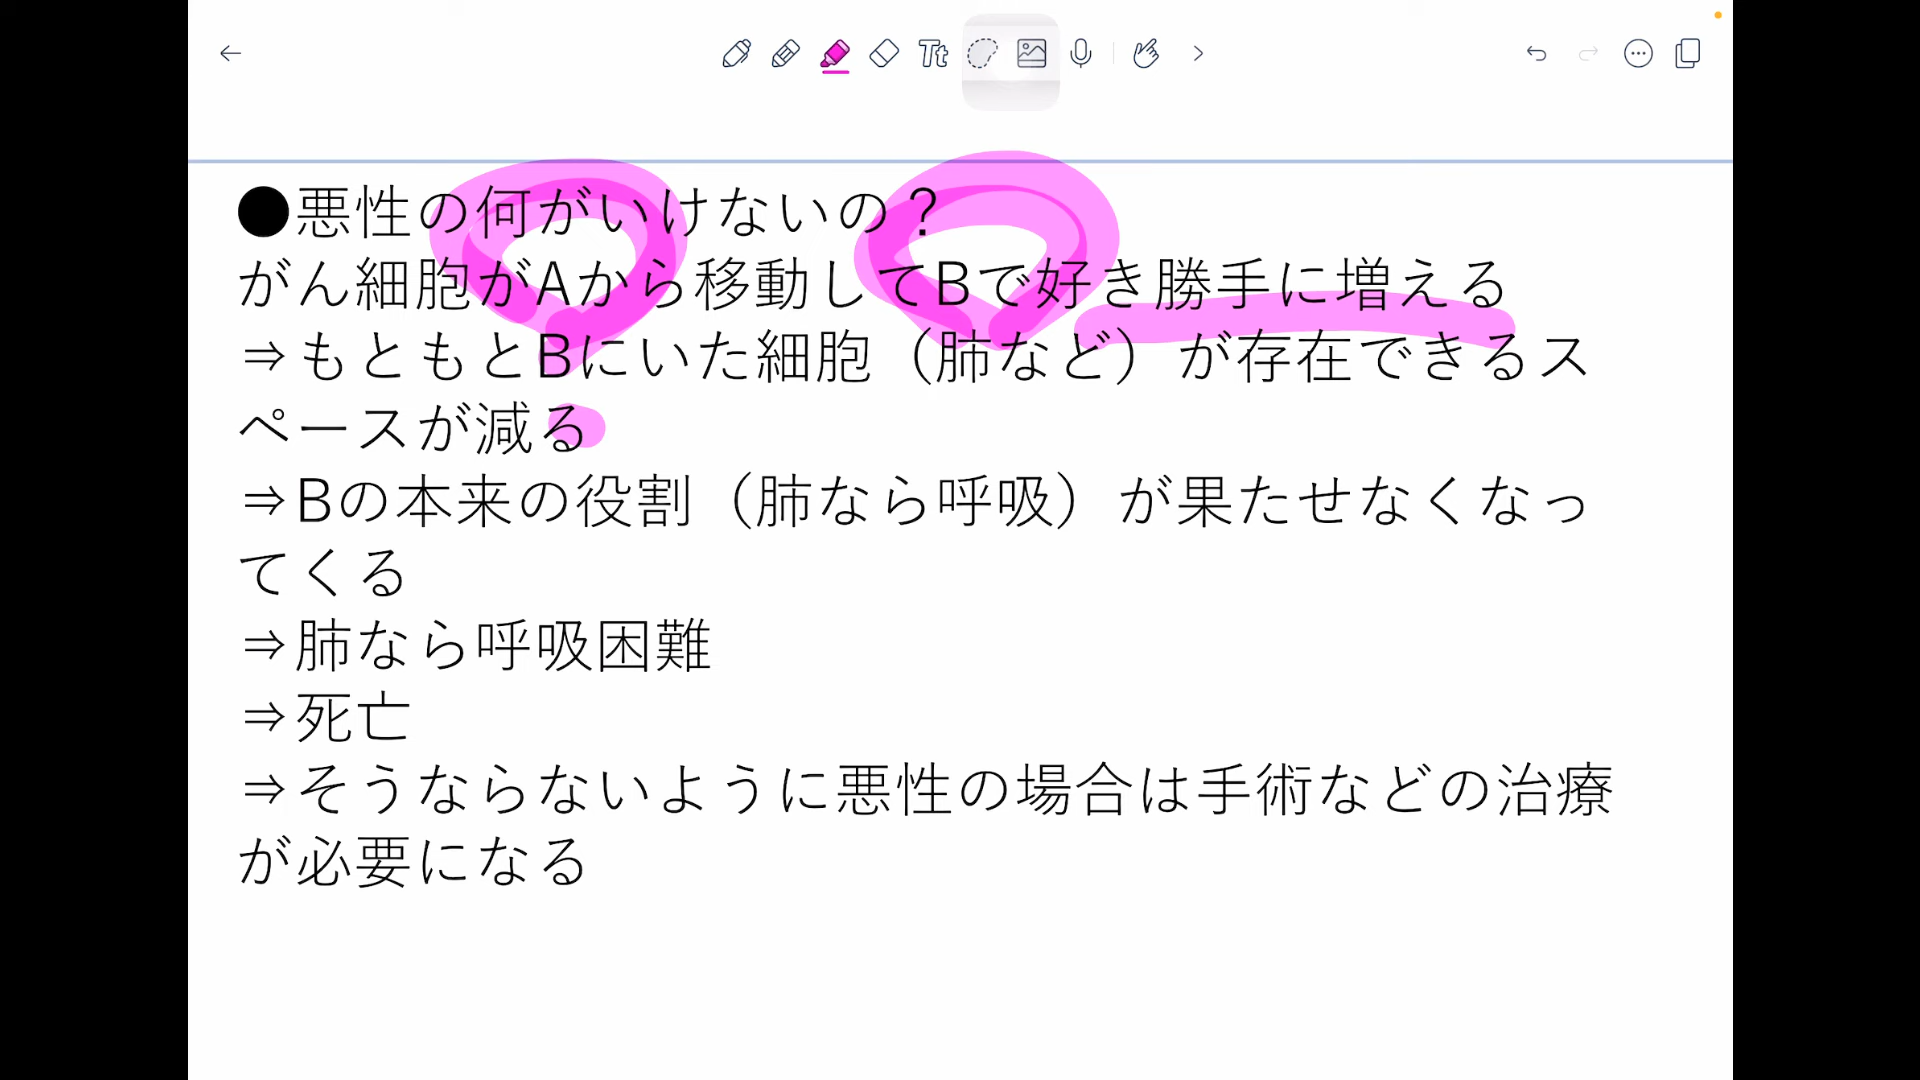 ●悪性の何がいけないの？
がん細胞がAから移動してBで好き勝手に増える
⇒もともとBにいた細胞（肺など）が存在できるス
ペースが減る
⇒Bの本来の役割（肺なら呼吸）が果たせなくなっ
てくる
⇒肺なら呼吸困難
⇒死亡
⇒そうならないように悪性の場合は手術などの治療
が必要になる